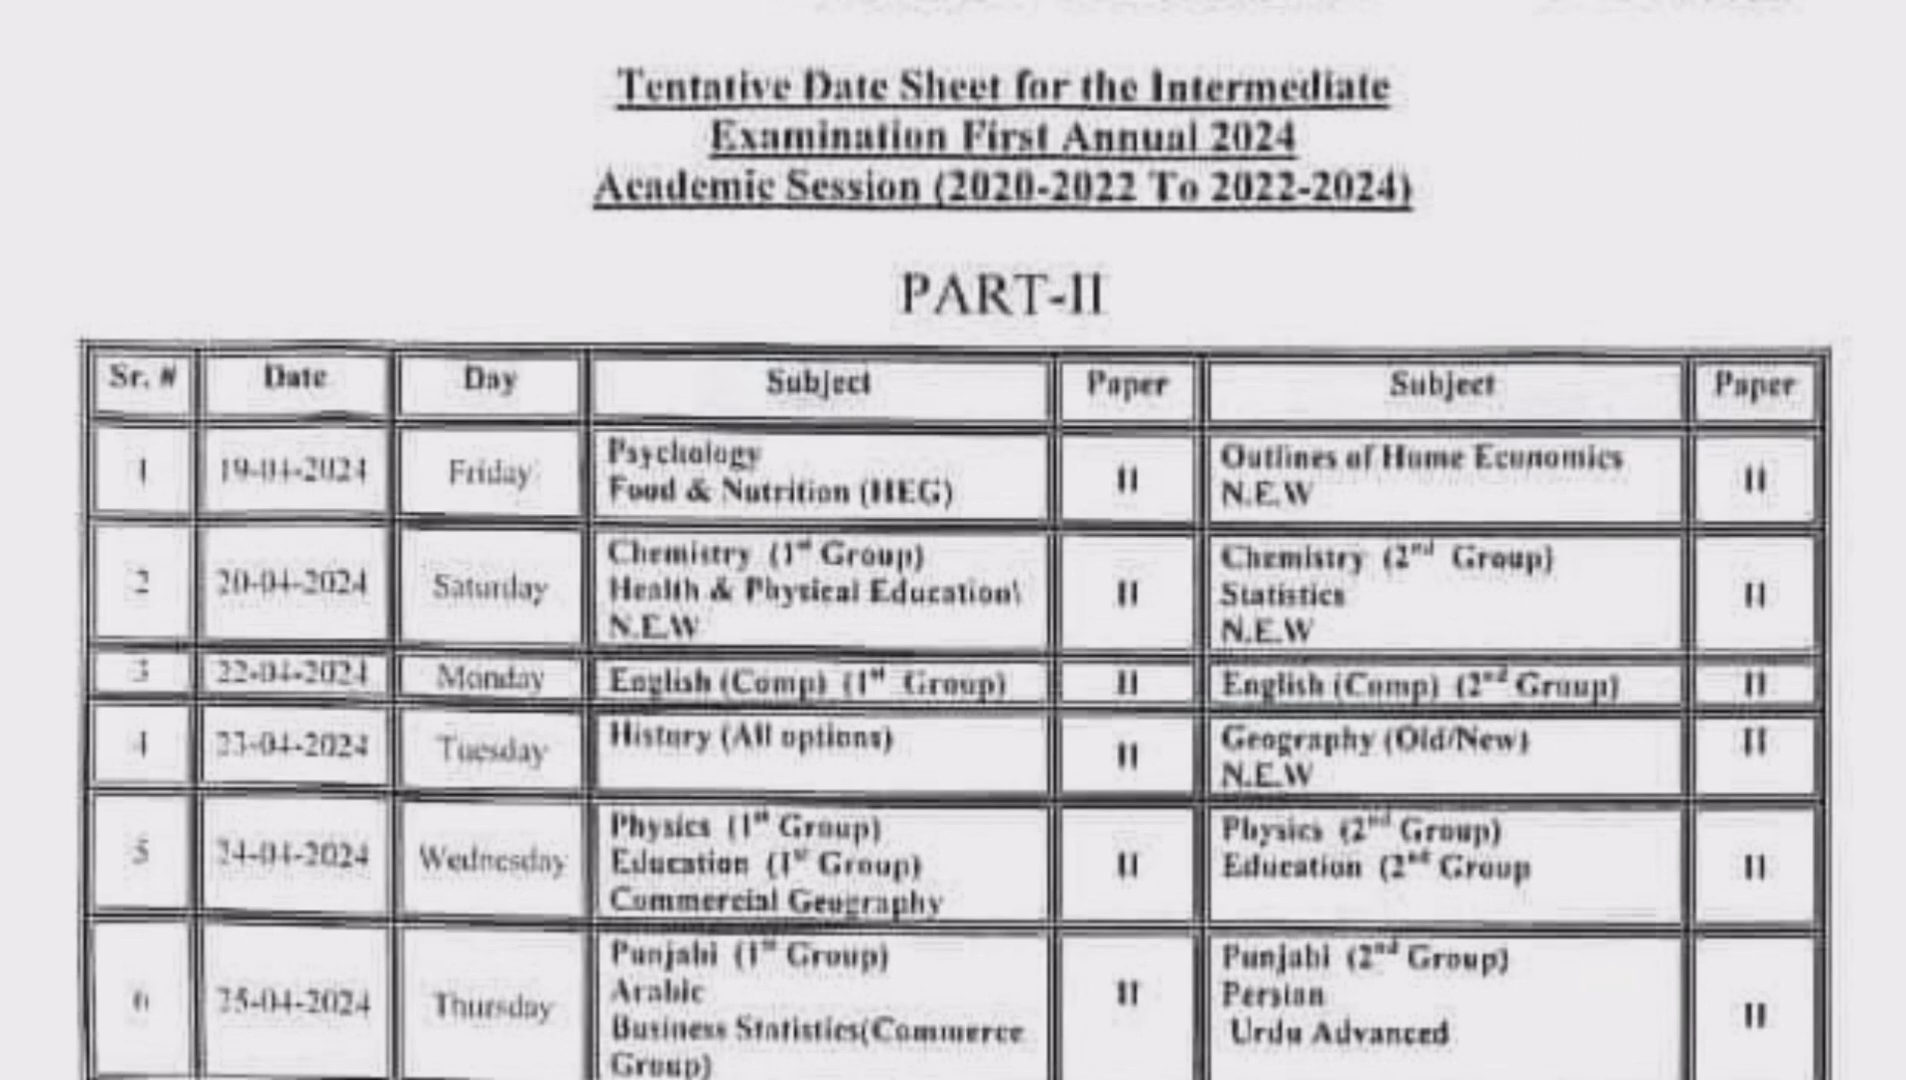 Tentative Date Sheet for the Intermediate
Examination First Annual 2024
Academic Session (2020-2022 To 2022-2024)
PART-II
Sr. # Date Day Subject Paper Subject Paper
1 19-04-2024 Friday Psychology II Outlines of Home Economics II
Food & Nutrition (HEG) N.E.W
2 20-04-2024 Saturday Chemistry (1st Group) II Chemistry (2nd Group) II
Health & Physical Education\ Statistics
N.E.W N.E.W
3 22-04-2024 Monday English (Comp) (1st Group) II English (Comp) (2nd Group) II
4 23-04-2024 Tuesday History (All options) II Geography (Old/New) II
N.E.W
5 24-04-2024 Wednesday Physics (1st Group) II Physics (2nd Group) II
Education (1st Group) Education (2nd Group
Commercial Geography
6 25-04-2024 Thursday Punjabi (1st Group) II Punjabi (2nd Group) II
Arabic Persian
Business Statistics(Commerce Urdu Advanced
Group)